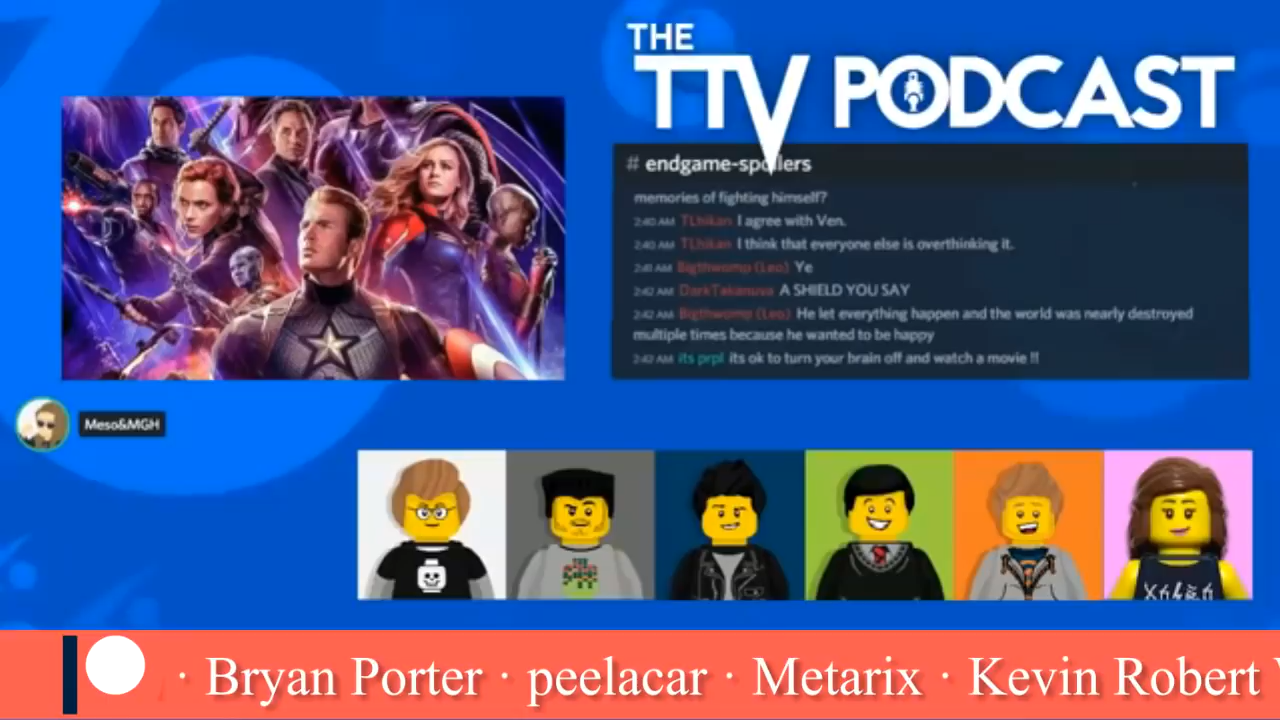 THE
TTV PODCAST
# endgame-spoilers
memories of fighting himself?
2:40 AM TLhikan I agree with Ven.
2:40 AM TLhikan I think that everyone else is overthinking it.
2:41 AM Bigthwomp (Leo) Ye
2:42 AM DarkTakanuva A SHIELD YOU SAY
2:42 AM Bigthwomp (Leo) He let everything happen and the world was nearly destroyed
multiple times because he wanted to be happy
2:42 AM its prpl its ok to turn your brain off and watch a movie !!
Meso&MGH
· Bryan Porter · peelacar · Metarix · Kevin Robert